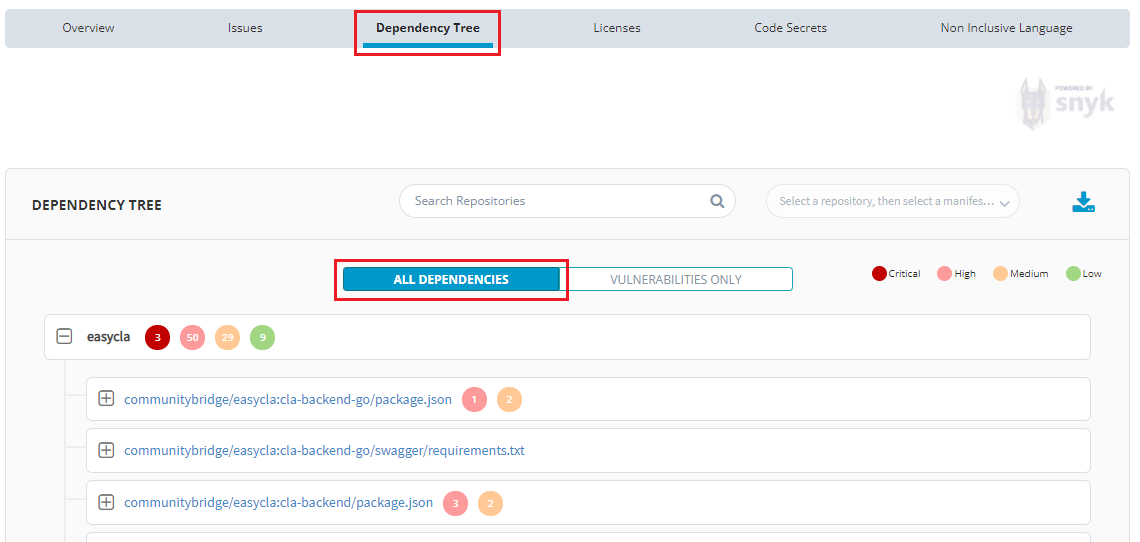 Overview Issues Dependency Tree Licenses Code Secrets Non Inclusive Language
POWERED BY
snyk
DEPENDENCY TREE Search Repositories Select a repository, then select a manifes...
ALL DEPENDENCIES VULNERABILITIES ONLY Critical High Medium Low
easycla 3 50 29 9
communitybridge/easycla:cla-backend-go/package.json 1 2
communitybridge/easycla:cla-backend-go/swagger/requirements.txt
communitybridge/easycla:cla-backend/package.json 3 2